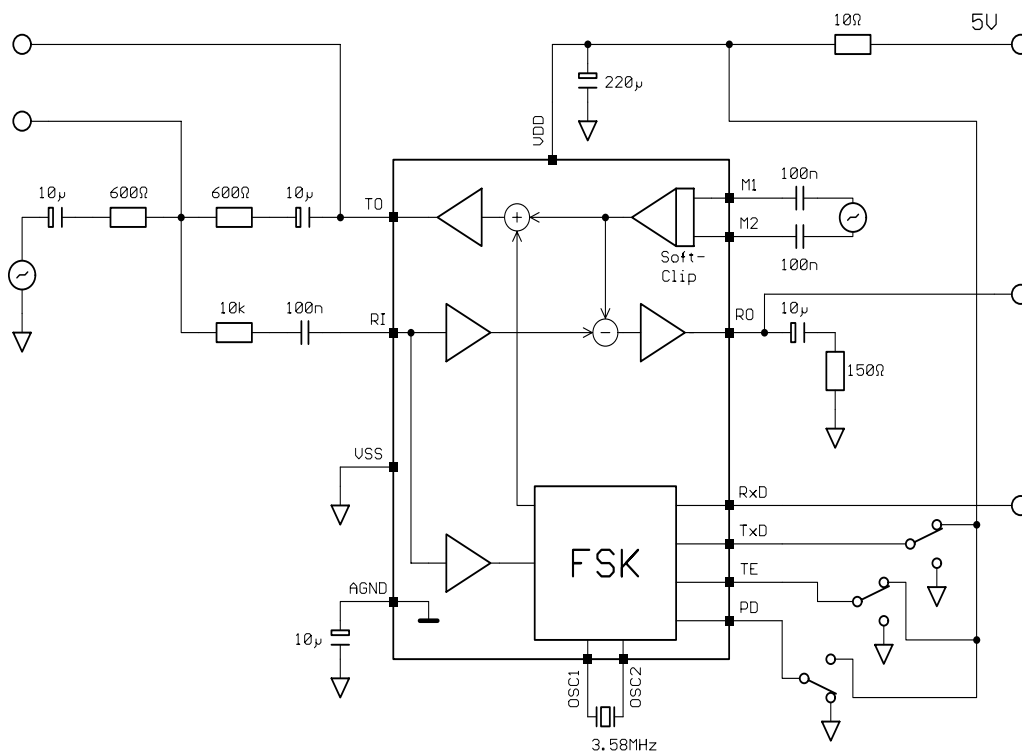 10Ω
5V
220µ
VDD
10µ
600Ω
600Ω
10µ
TO
M1
100n
M2
100n
Soft-
Clip
10k
100n
RI
RO
10µ
150Ω
VSS
RxD
TxD
FSK
TE
AGND
PD
10µ
OSC1
OSC2
3.58MHz